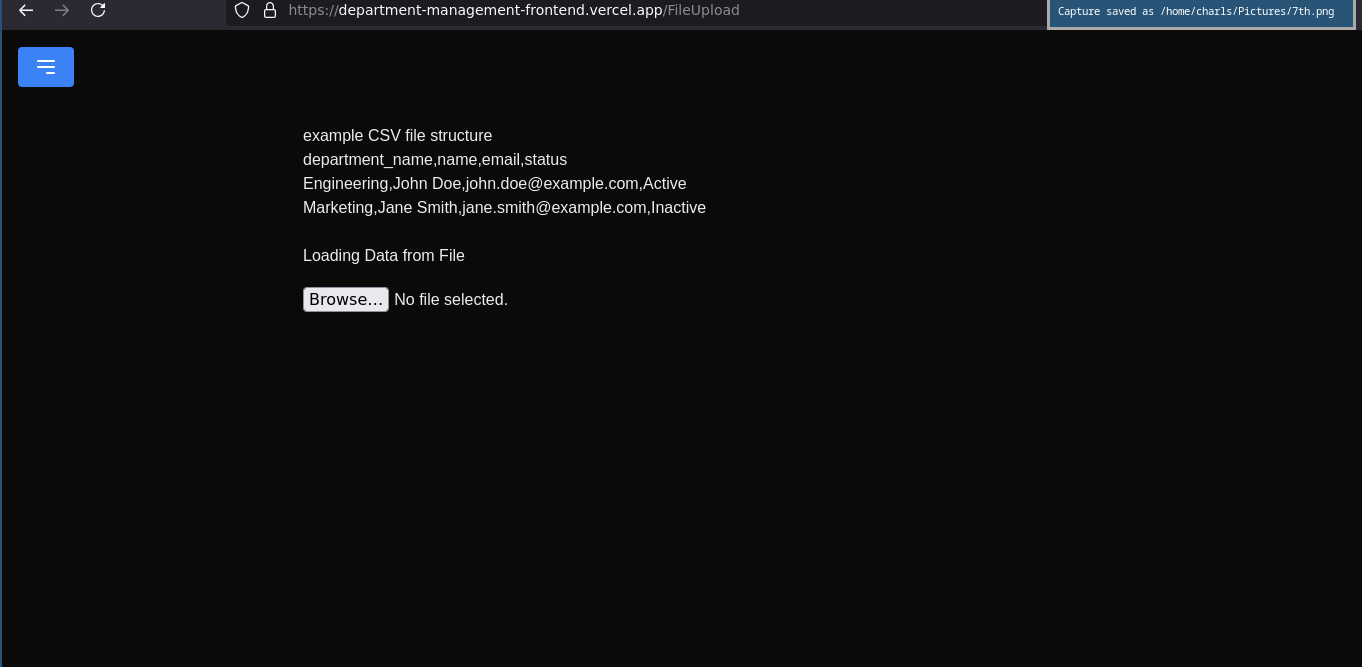 https://department-management-frontend.vercel.app/FileUpload
Capture saved as /home/charls/Pictures/7th.png
example CSV file structure
department_name,name,email,status
Engineering,John Doe,john.doe@example.com,Active
Marketing,Jane Smith,jane.smith@example.com,Inactive
Loading Data from File
Browse... No file selected.